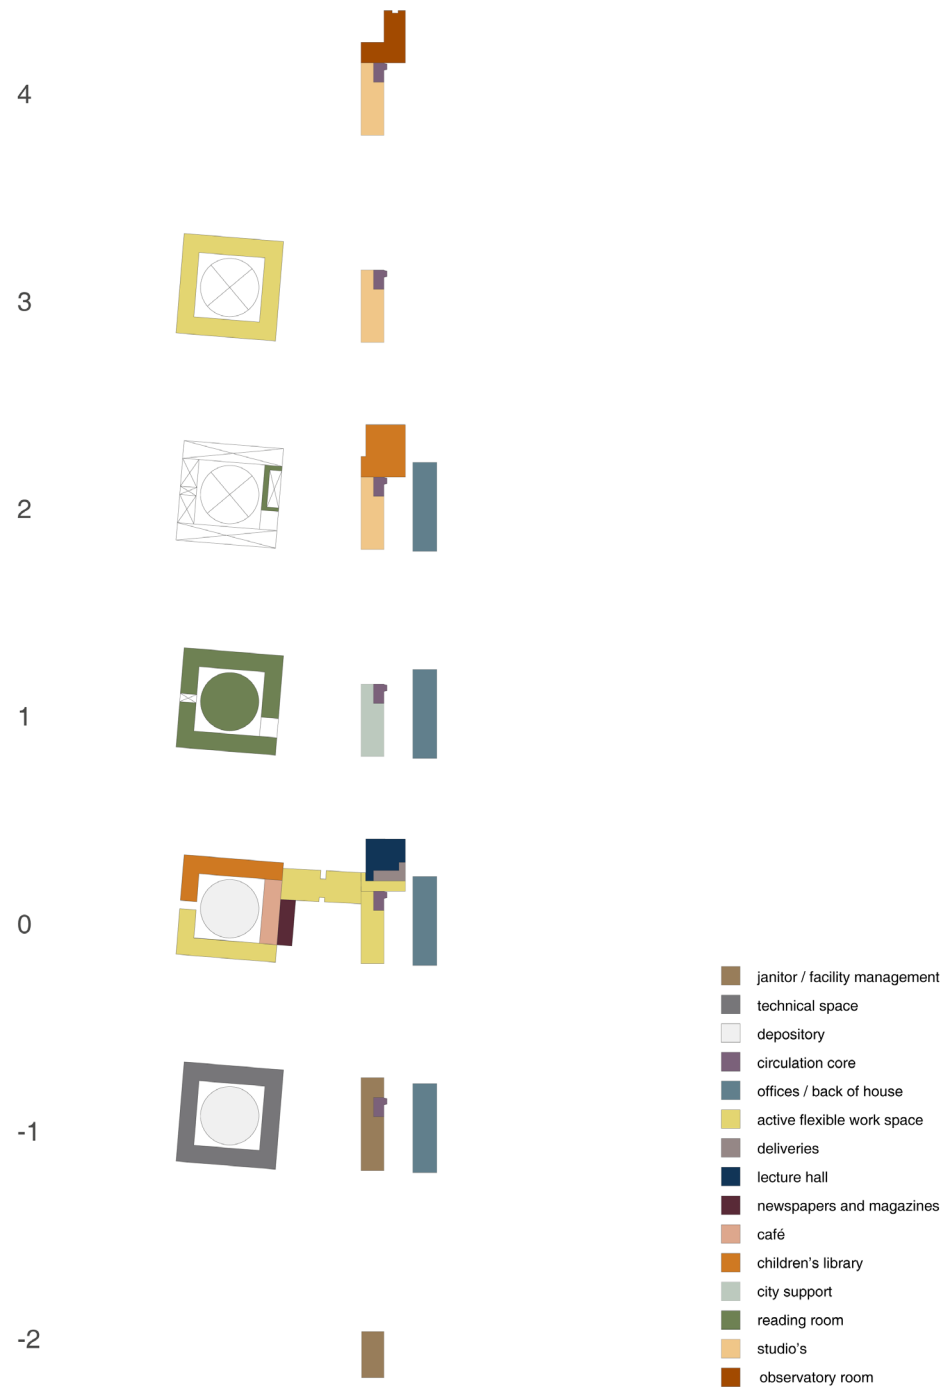 4
3
2
1
0
-1
-2
janitor / facility management
technical space
depository
circulation core
offices / back of house
active flexible work space
deliveries
lecture hall
newspapers and magazines
café
children's library
city support
reading room
studio's
observatory room